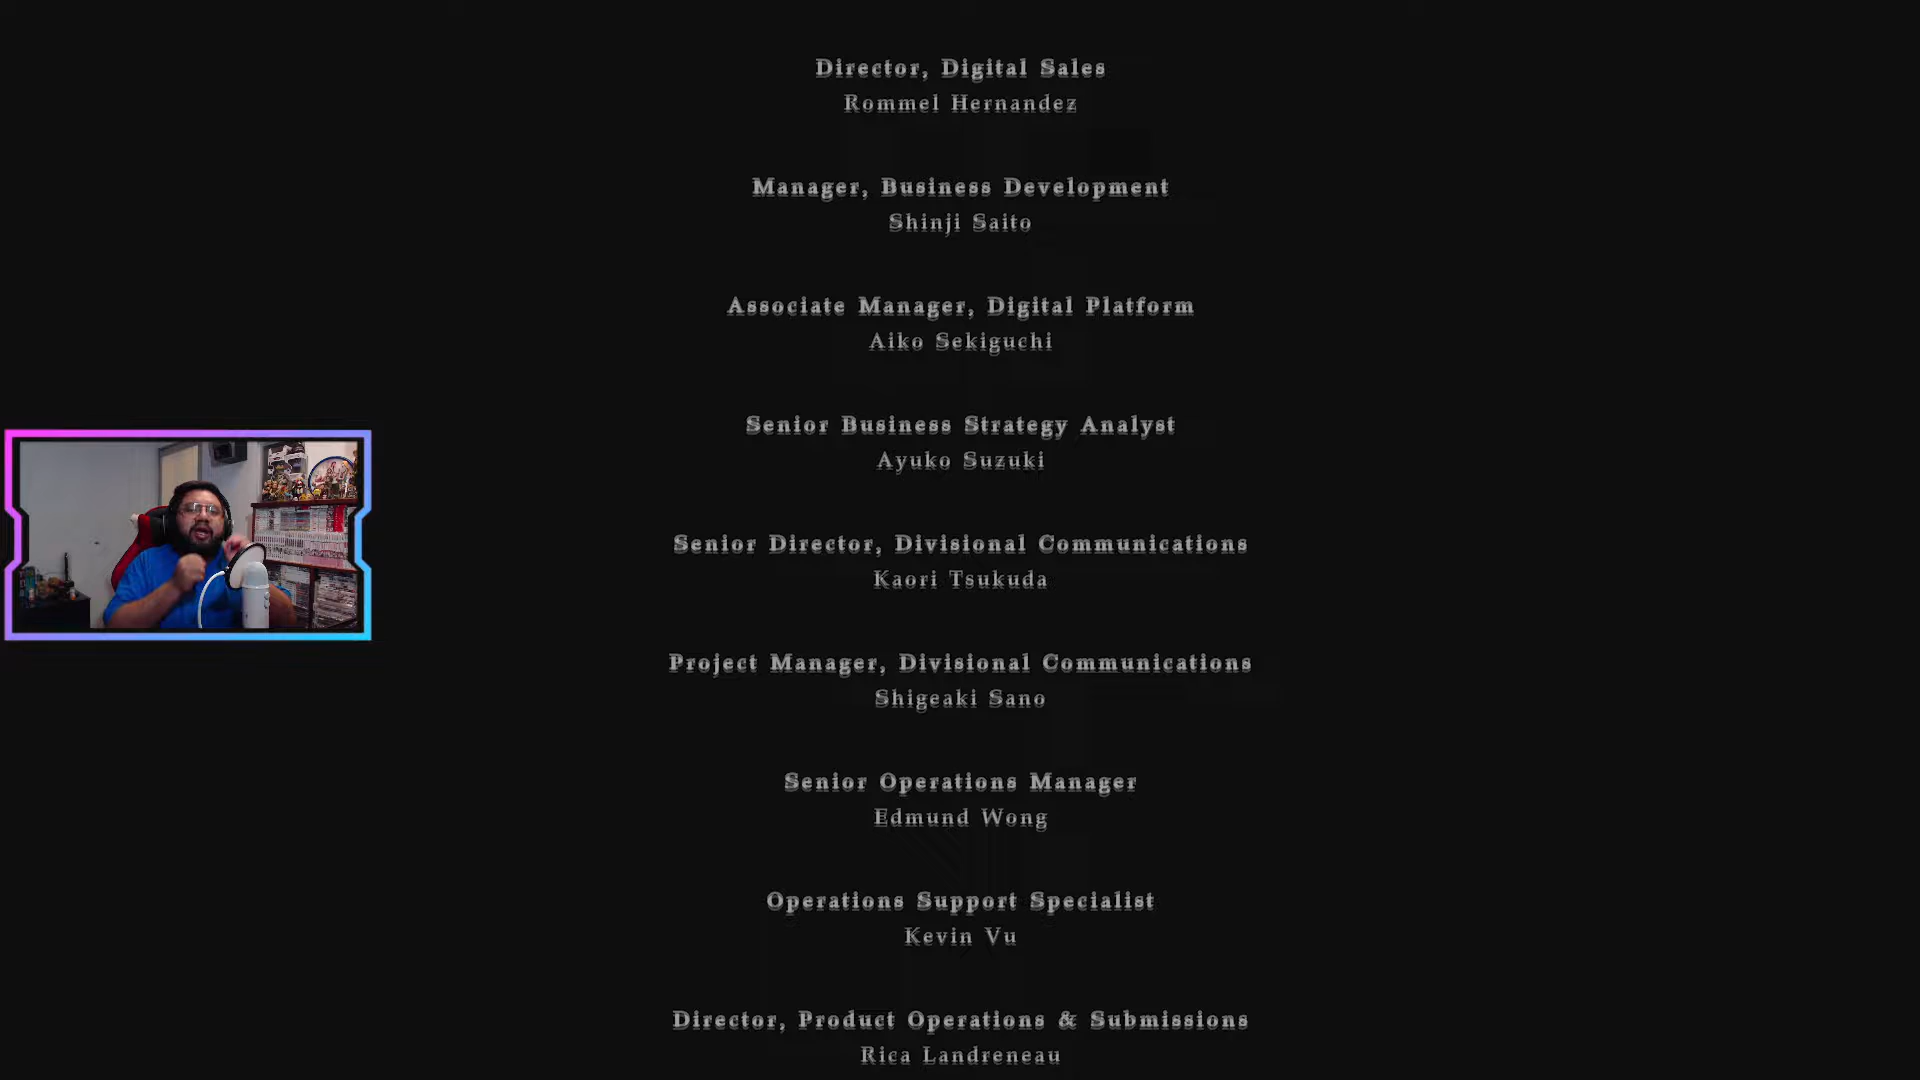 Director, Digital Sales
Rommel Hernandez
Manager, Business Development
Shinji Saito
Associate Manager, Digital Platform
Aiko Sekiguchi
Senior Business Strategy Analyst
Ayuko Suzuki
Senior Director, Divisional Communications
Kaori Tsukuda
Project Manager, Divisional Communications
Shigeaki Sano
Senior Operations Manager
Edmund Wong
Operations Support Specialist
Kevin Vu
Director, Product Operations & Submissions
Rica Landreneau